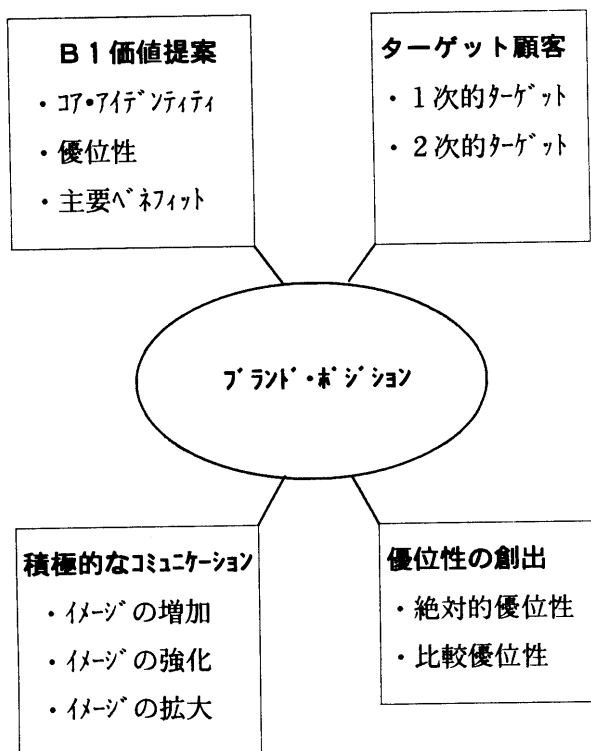 B1価値提案
・コア・アイデンティティ
・優位性
・主要ベネフィット
ターゲット顧客
・1次的ターゲット
・2次的ターゲット
ブランド・ポジション
積極的なコミュニケーション
・イメージの増加
・イメージの強化
・イメージの拡大
優位性の創出
・絶対的優位性
・比較優位性